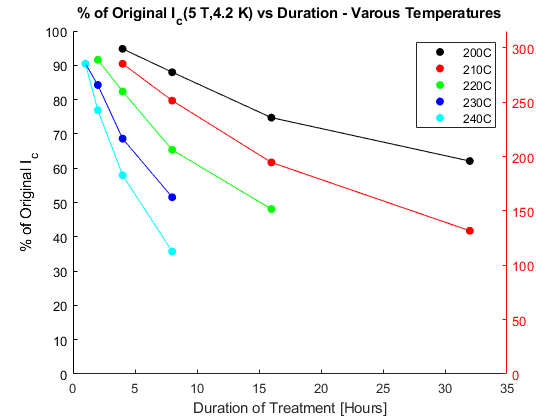 % of Original Ic(5 T,4.2 K) vs Duration - Varous Temperatures
100
90
80
70
60
50
40
30
20
10
0
% of Original Ic
300
250
200
150
100
50
0
200C
210C
220C
230C
240C
0 5 10 15 20 25 30 35
Duration of Treatment [Hours]